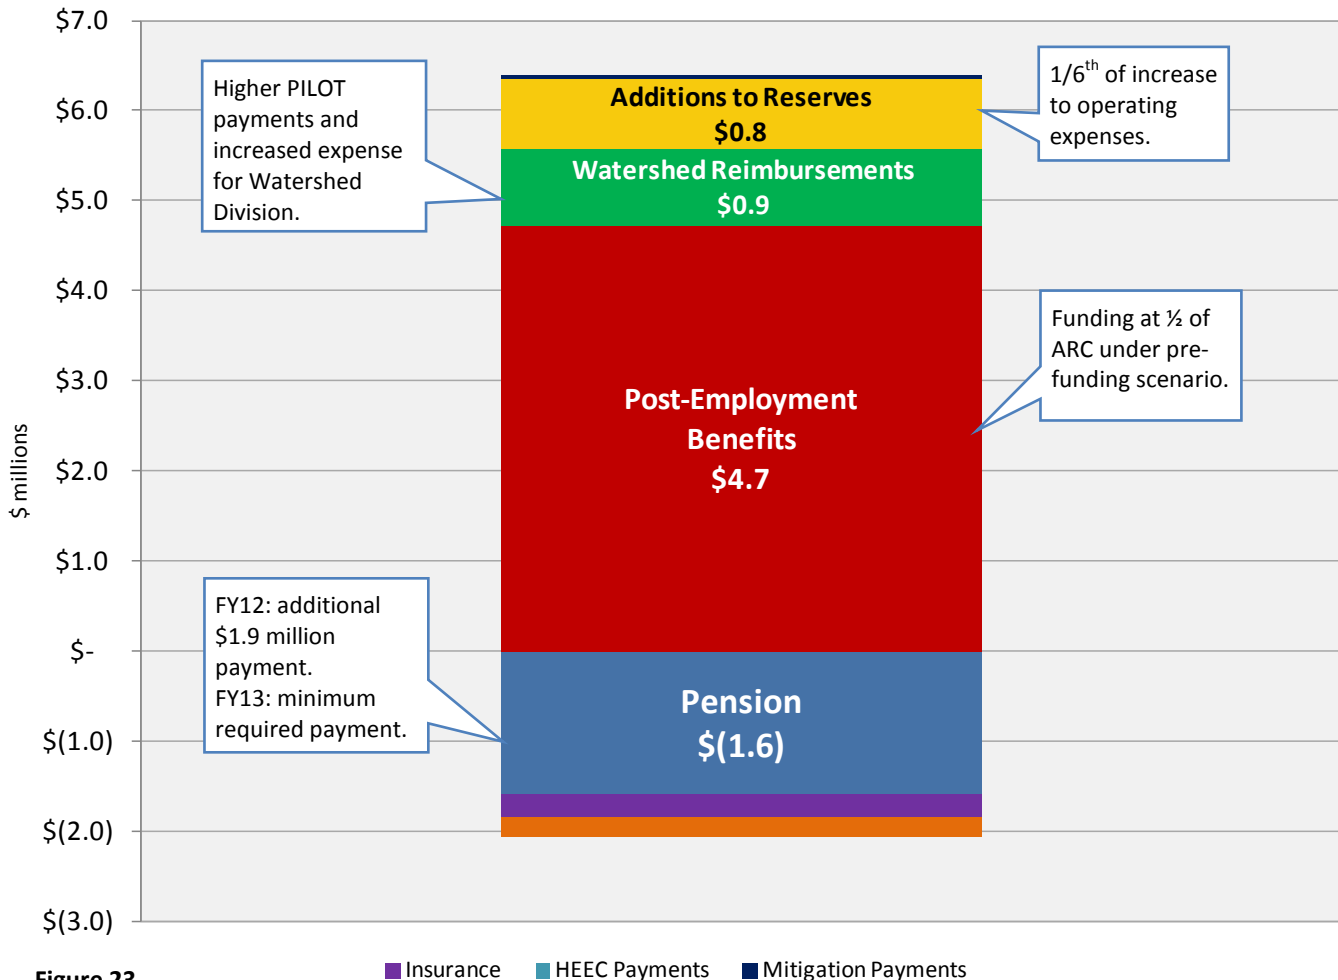 $7.0
$6.0
$5.0
$4.0
$3.0
$2.0
$1.0
$-
$(1.0)
$(2.0)
$(3.0)
$ millions
Higher PILOT
payments and
increased expense
for Watershed
Division.
Additions to Reserves
$0.8
1/6th of increase
to operating
expenses.
Watershed Reimbursements
$0.9
Funding at ½ of
ARC under pre-
funding scenario.
Post-Employment
Benefits
$4.7
FY12: additional
$1.9 million
payment.
FY13: minimum
required payment.
Pension
$(1.6)
Insurance
HEEC Payments
Mitigation Payments
Figure 23